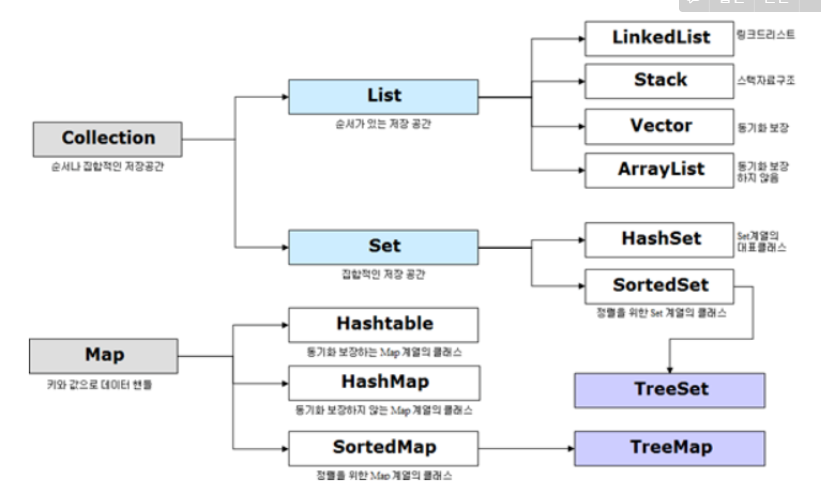 LinkedList
링크드리스트
Stack
스택자료구조
List
순서가 있는 저장 공간
Vector
동기화 보장
Collection
순서나 집합적인 저장공간
ArrayList
동기화 보장
하지 않음
HashSet
Set계열의
대표클래스
Set
집합적인 저장 공간
SortedSet
정렬을 위한 Set 계열의 클래스
Hashtable
동기화 보장하는 Map 계열의 클래스
Map
키와 값으로 데이터 핸들
HashMap
동기화 보장하지 않는 Map 계열의 클래스
TreeSet
SortedMap
정렬을 위한 Map 계열의 클래스
TreeMap